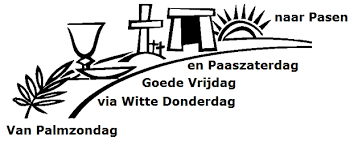 naar Pasen
en Paaszaterdag
Goede Vrijdag
via Witte Donderdag
Van Palmzondag